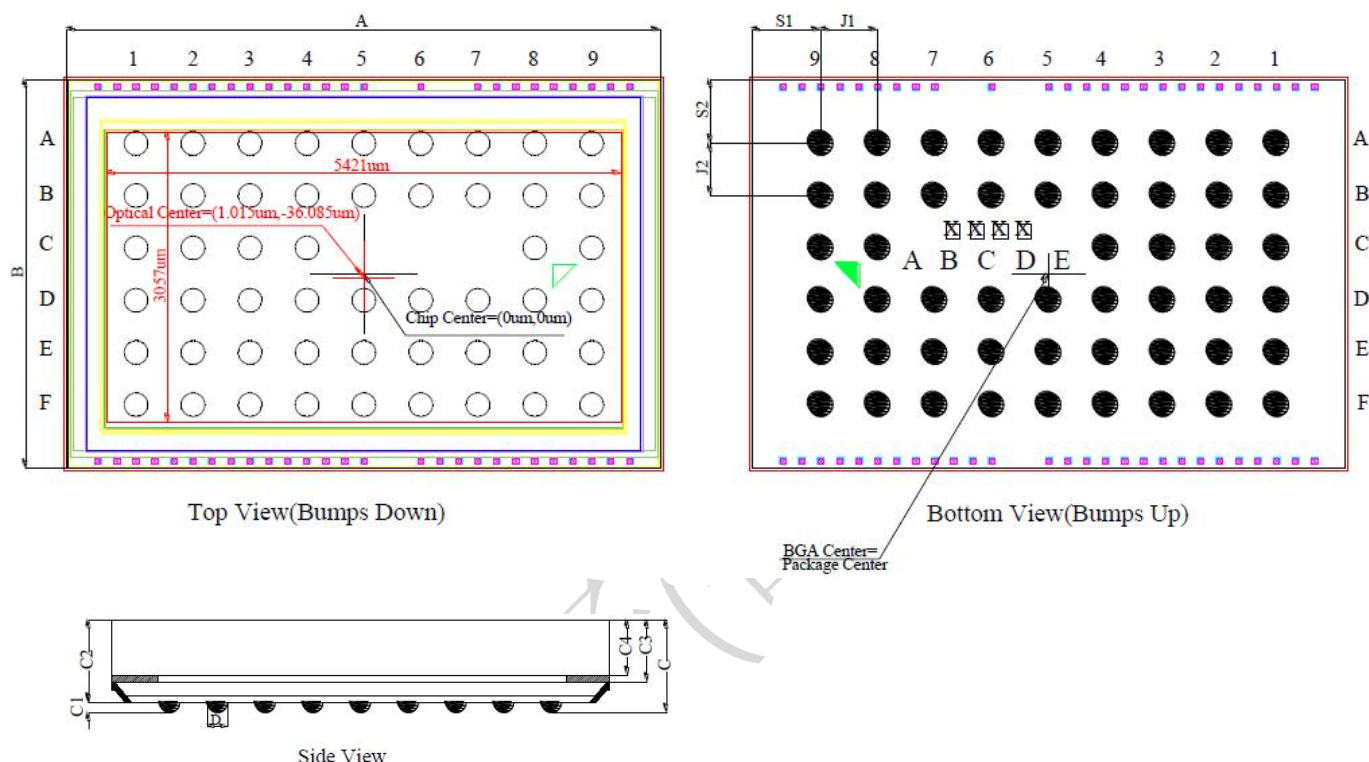 A
S1 J1
1 2 3 4 5 6 7 8 9
9 8 7 6 5 4 3 2 1
A
B
C
D
E
F
B
5421um
3057um
Optical Center=(1.015um,-36.085um)
Chip Center=(0um,0um)
S2
J2
A
B
C
D
E
F
X X X X
A B C D E
Top View(Bumps Down)
Bottom View(Bumps Up)
BGA Center=
Package Center
C2
C1
D
C4
C3
C
Side View